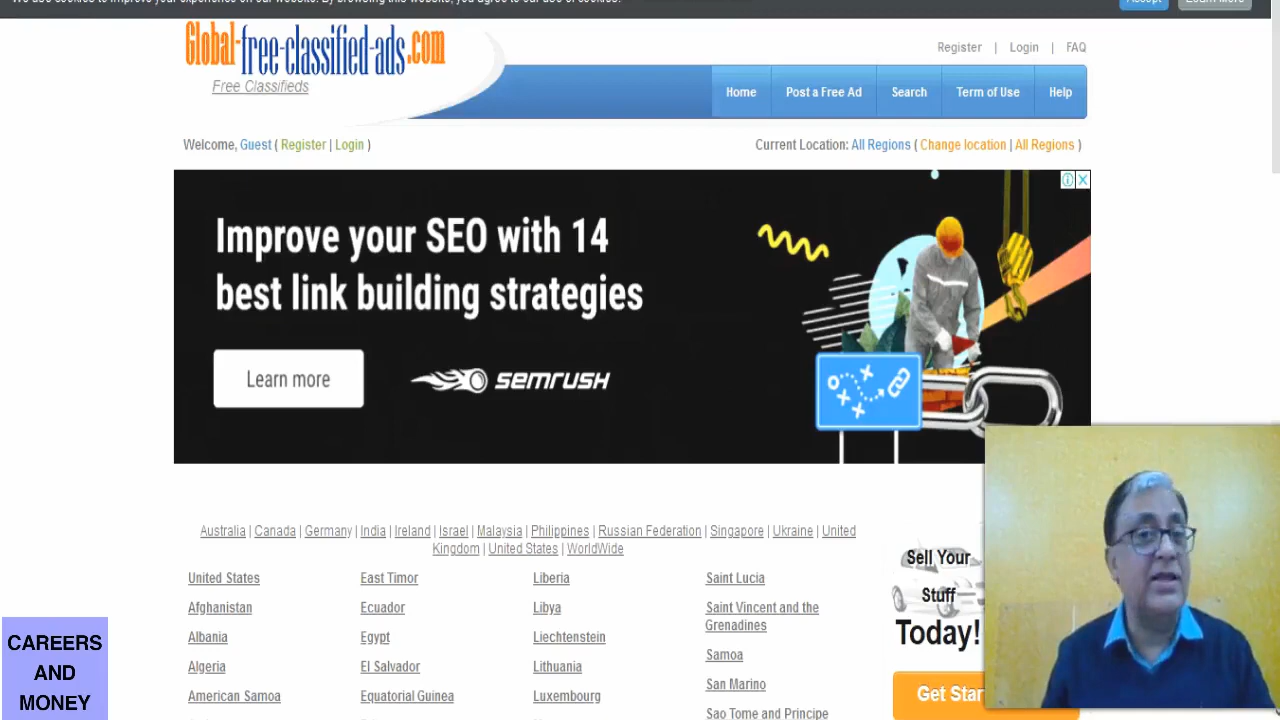 We use cookies to improve your experience on our website. By browsing this website, you agree to our use of cookies.
Accept
Learn More
Global-free-classified-ads.com
Free Classifieds
Register | Login | FAQ
Home Post a Free Ad Search Term of Use Help
Welcome, Guest ( Register | Login )
Current Location: All Regions ( Change location | All Regions )
Improve your SEO with 14
best link building strategies
Learn more
SEMRUSH
Australia | Canada | Germany | India | Ireland | Israel | Malaysia | Philippines | Russian Federation | Singapore | Ukraine | United
Kingdom | United States | WorldWide
United States
Afghanistan
Albania
Algeria
American Samoa
East Timor
Ecuador
Egypt
El Salvador
Equatorial Guinea
Liberia
Libya
Liechtenstein
Lithuania
Luxembourg
Saint Lucia
Saint Vincent and the
Grenadines
Samoa
San Marino
Sao Tome and Principe
Sell Your
Stuff
Today!
Get
CAREERS
AND
MONEY